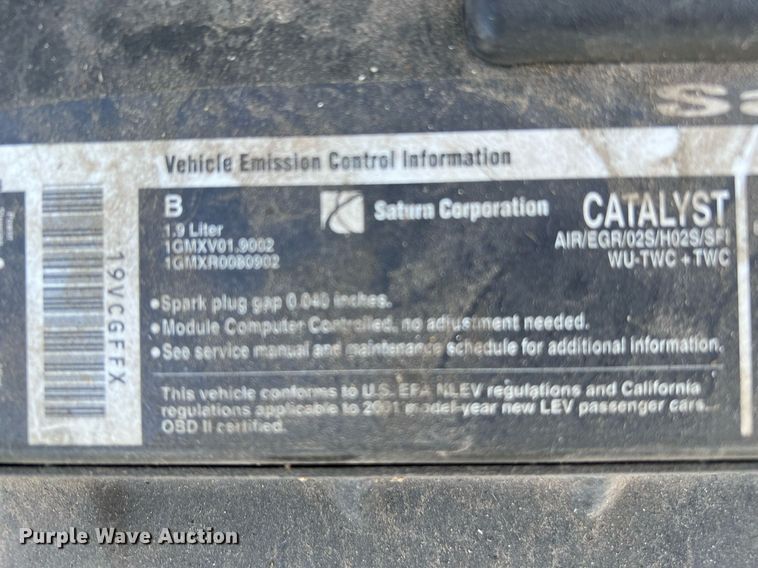 Sa
Vehicle Emission Control Information
B
1.9 Liter
1GMXV01.9002
1GMXR0080902
Saturn Corporation
CATALYST
AIR/EGR/02S/H02S/SFI
WU-TWC + TWC
19VCGFFX
•Spark plug gap 0.040 inches.
•Module Computer Controlled, no adjustment needed.
•See service manual and maintenance schedule for additional information.
This vehicle conforms to U.S. EPA NLEV regulations and California
regulations applicable to 2001 model-year new LEV passenger cars.
OBD II certified.
Purple Wave Auction